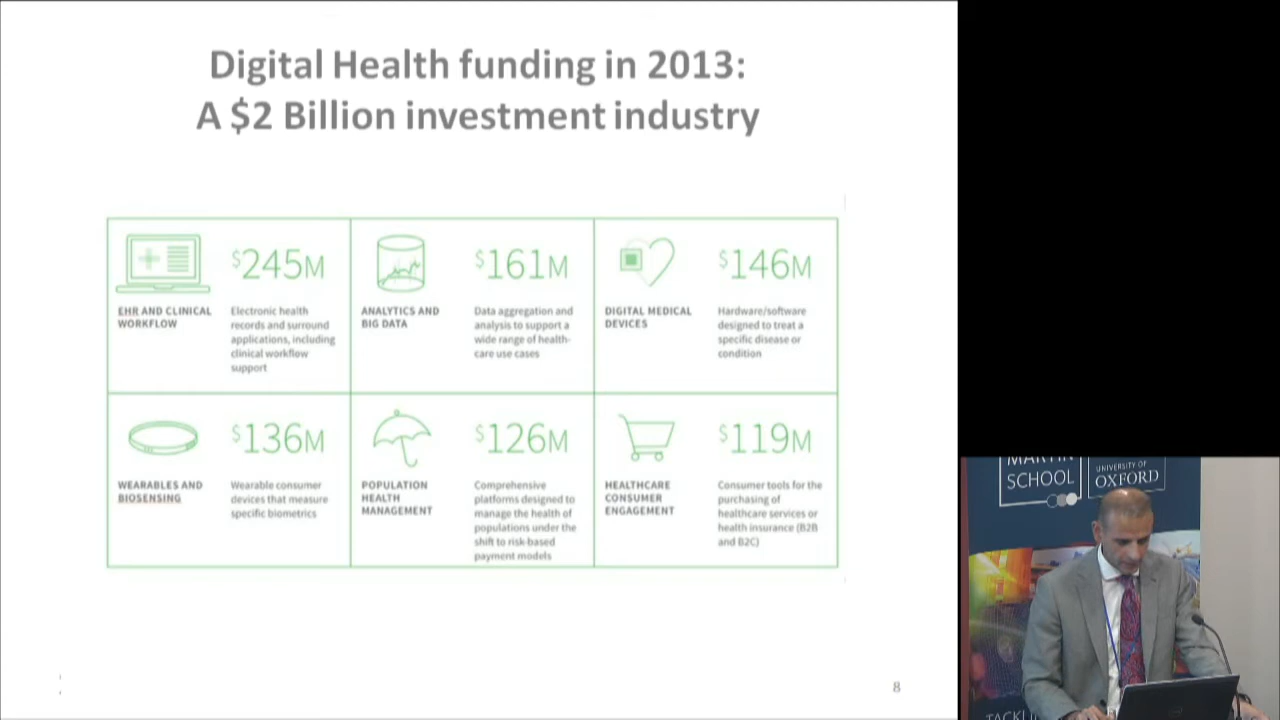 Digital Health funding in 2013:
A $2 Billion investment industry
$245M
EHR AND CLINICAL
WORKFLOW
Electronic health
records and surround
applications, including
clinical workflow
support
$161M
ANALYTICS AND
BIG DATA
Data aggregation and
analysis to support a
wide range of health-
care use cases
$146M
DIGITAL MEDICAL
DEVICES
Hardware/software
designed to treat a
specific disease or
condition
$136M
WEARABLES AND
BIOSENSING
Wearable consumer
devices that measure
specific biometrics
$126M
POPULATION
HEALTH
MANAGEMENT
Comprehensive
platforms designed to
manage the health of
populations under the
shift to risk-based
payment models
$119M
HEALTHCARE
CONSUMER
ENGAGEMENT
Consumer tools for the
purchasing of
healthcare services or
health insurance (B2B
and B2C)
8
MARTIN
SCHOOL
UNIVERSITY OF
OXFORD